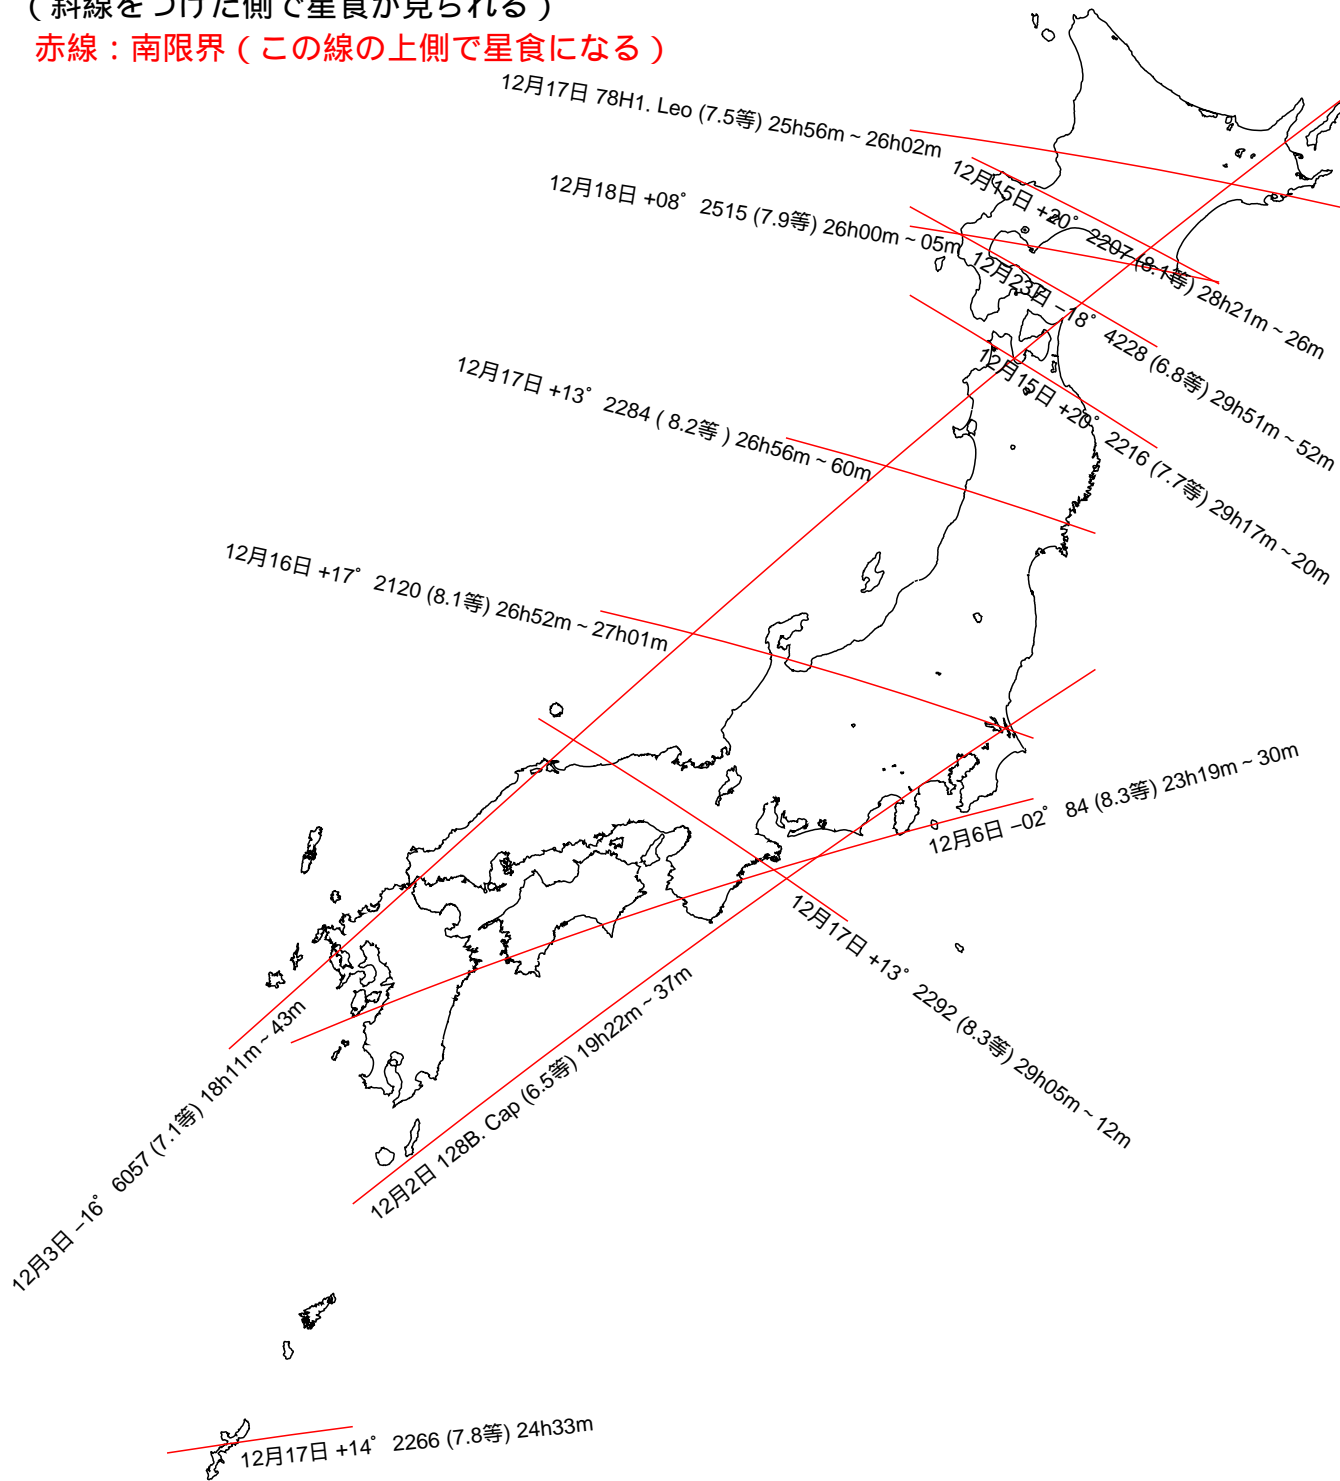 （斜線をつけた側で星食が見られる）
赤線：南限界（この線の上側で星食になる）
12月17日 78H1. Leo (7.5等) 25h56m ~ 26h02m
12月15日 +20° 2207 (8.1等) 28h21m ~ 26m
12月18日 +08° 2515 (7.9等) 26h00m ~ 05m
12月23日 −18° 4228 (6.8等) 29h51m ~ 52m
12月15日 +20° 2216 (7.7等) 29h17m ~ 20m
12月17日 +13° 2284 ( 8.2等 ) 26h56m ~ 60m
12月16日 +17° 2120 (8.1等) 26h52m ~ 27h01m
12月6日 −02° 84 (8.3等) 23h19m ~ 30m
12月17日 +13° 2292 (8.3等) 29h05m ~ 12m
12月2日 128B. Cap (6.5等) 19h22m ~ 37m
12月3日 −16° 6057 (7.1等) 18h11m ~ 43m
12月17日 +14° 2266 (7.8等) 24h33m